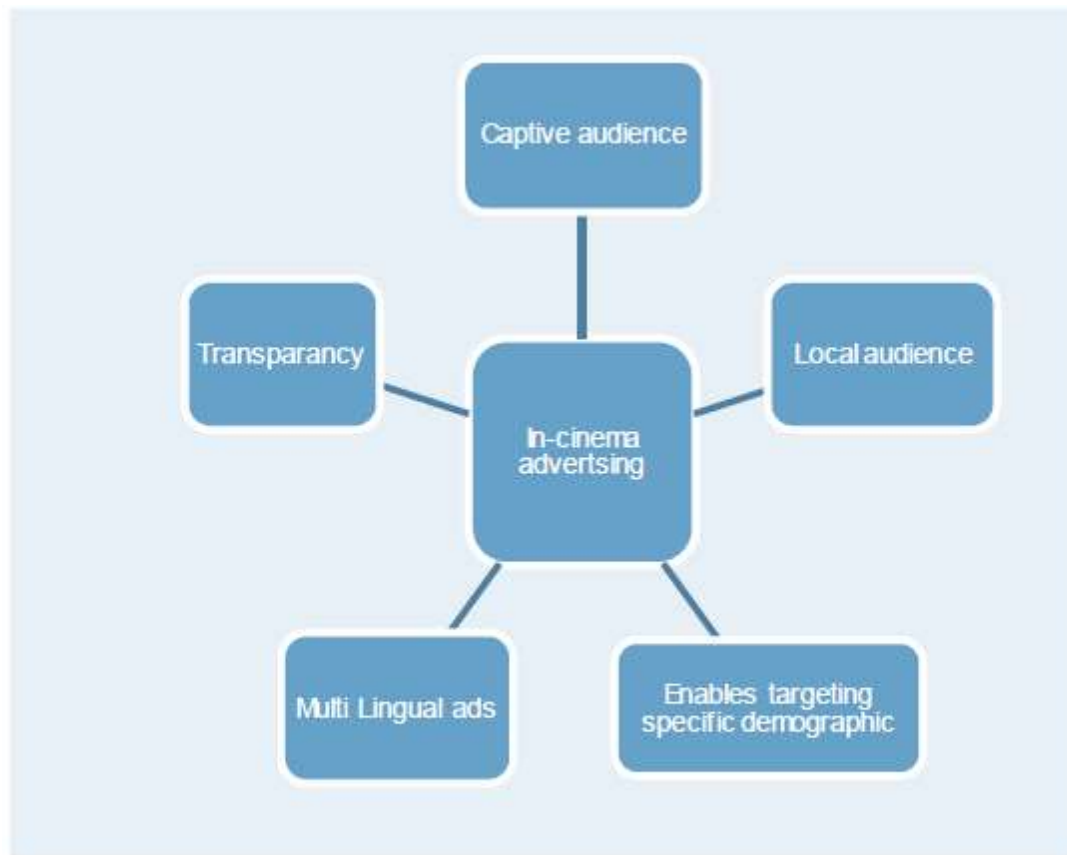 Captive audience
Transparancy
Local audience
In-cinema
advertsing
Multi Lingual ads
Enables targeting
specific demographic